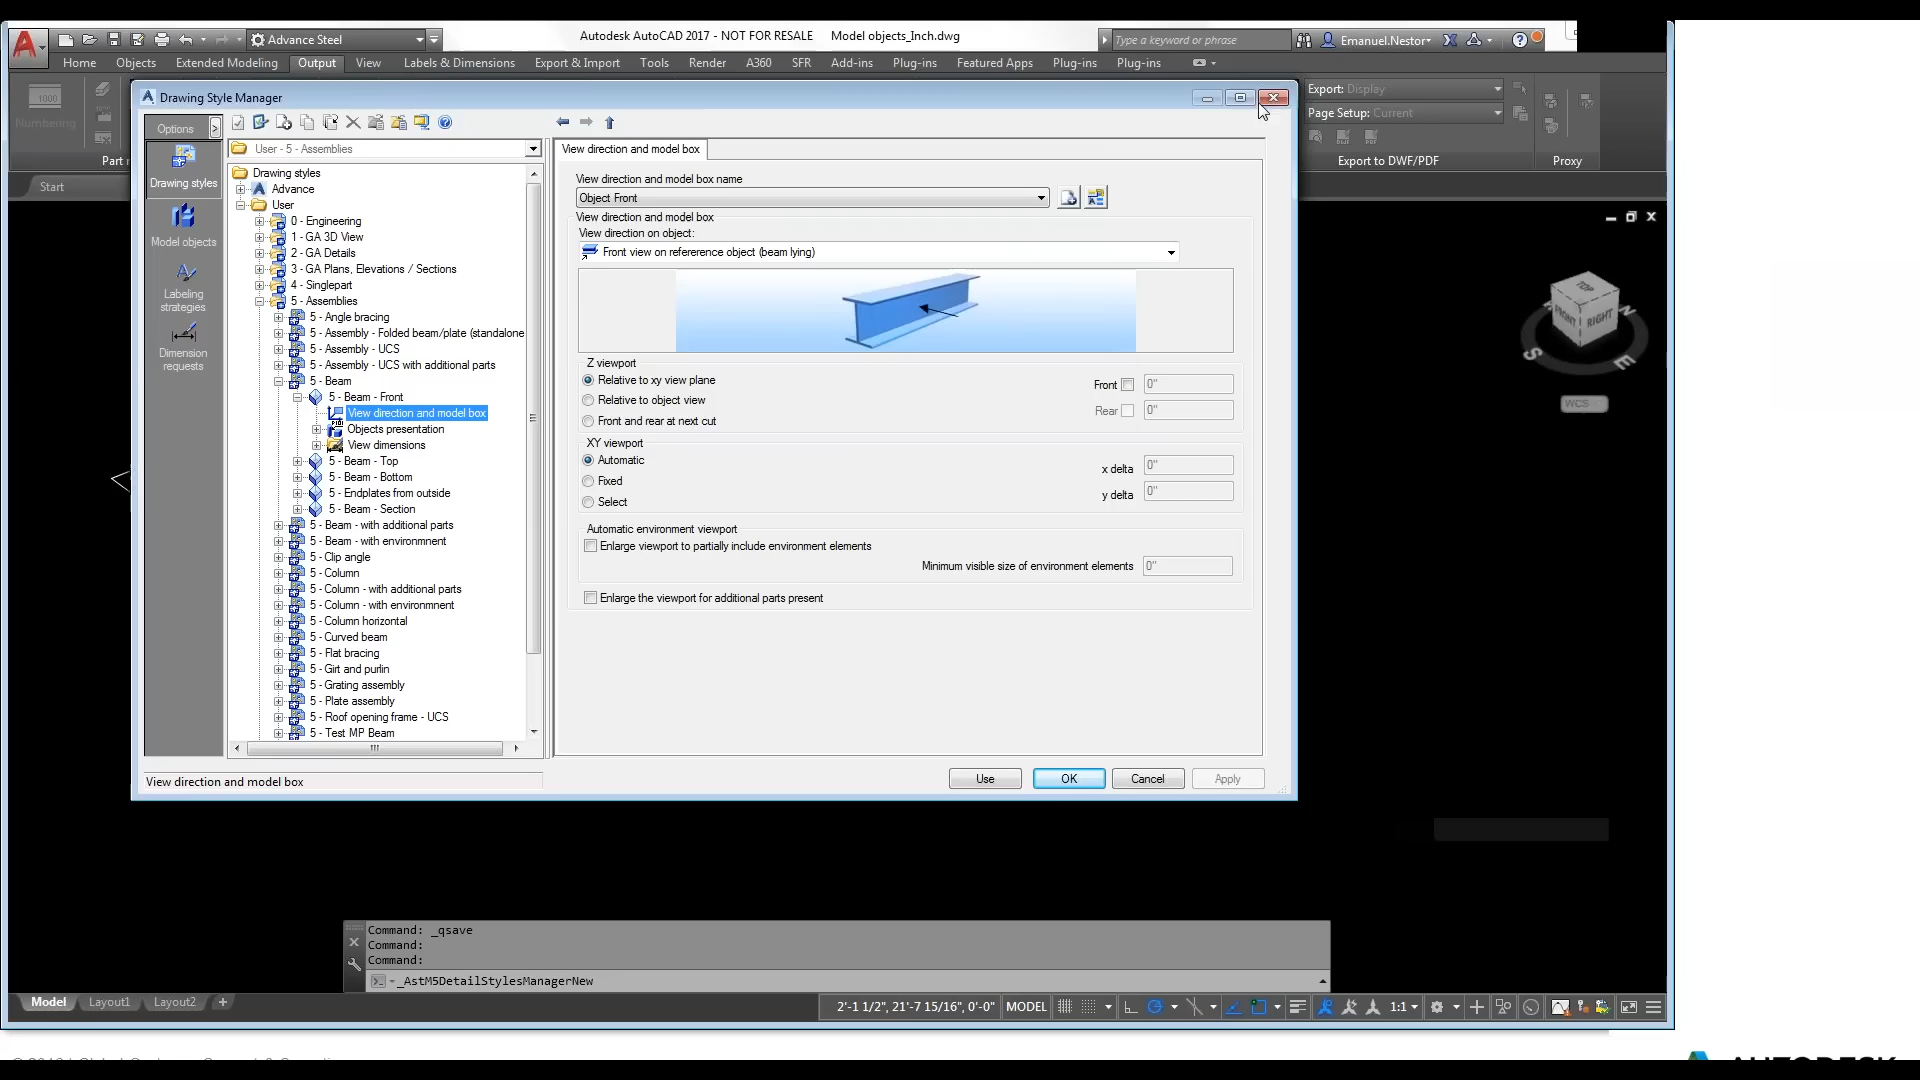 Advance Steel
Autodesk AutoCAD 2017 - NOT FOR RESALE Model objects_Inch.dwg
Type a keyword or phrase
Emanuel.Nestor
Home Objects Extended Modeling Output View Labels & Dimensions Export & Import Tools Render A360 SFR Add-ins Plug-ins Featured Apps Plug-ins Plug-ins
Numbering
Part
Start
Export: Display
Page Setup: Current
Export to DWF/PDF
Proxy
Drawing Style Manager
Options
Drawing styles
Model objects
Labeling
strategies
Dimension
requests
User - 5 - Assemblies
Drawing styles
Advance
User
0 - Engineering
1 - GA 3D View
2 - GA Details
3 - GA Plans, Elevations / Sections
4 - Singlepart
5 - Assemblies
5 - Angle bracing
5 - Assembly - Folded beam/plate (standalone
5 - Assembly - UCS
5 - Assembly - UCS with additional parts
5 - Beam
5 - Beam - Front
View direction and model box
Objects presentation
View dimensions
5 - Beam - Top
5 - Beam - Bottom
5 - Endplates from outside
5 - Beam - Section
5 - Beam - with additional parts
5 - Beam - with environmnent
5 - Clip angle
5 - Column
5 - Column - with additional parts
5 - Column - with environmnent
5 - Column horizontal
5 - Curved beam
5 - Flat bracing
5 - Girt and purlin
5 - Grating assembly
5 - Plate assembly
5 - Roof opening frame - UCS
5 - Test MP Beam
View direction and model box
View direction and model box
View direction and model box name
Object Front
View direction and model box
View direction on object:
Front view on refererence object (beam lying)
Z viewport
Relative to xy view plane
Front 0"
Relative to object view
Rear 0"
Front and rear at next cut
XY viewport
Automatic
x delta 0"
Fixed
y delta 0"
Select
Automatic environment viewport
Enlarge viewport to partially include environment elements
Minimum visible size of environment elements 0"
Enlarge the viewport for additional parts present
Use OK Cancel Apply
TOP
FRONT RIGHT
S E
WCS
Command: _qsave
Command:
Command:
_AstM5DetailStylesManagerNew
Model Layout1 Layout2 +
2'-1 1/2", 21'-7 15/16", 0'-0" MODEL 1:1